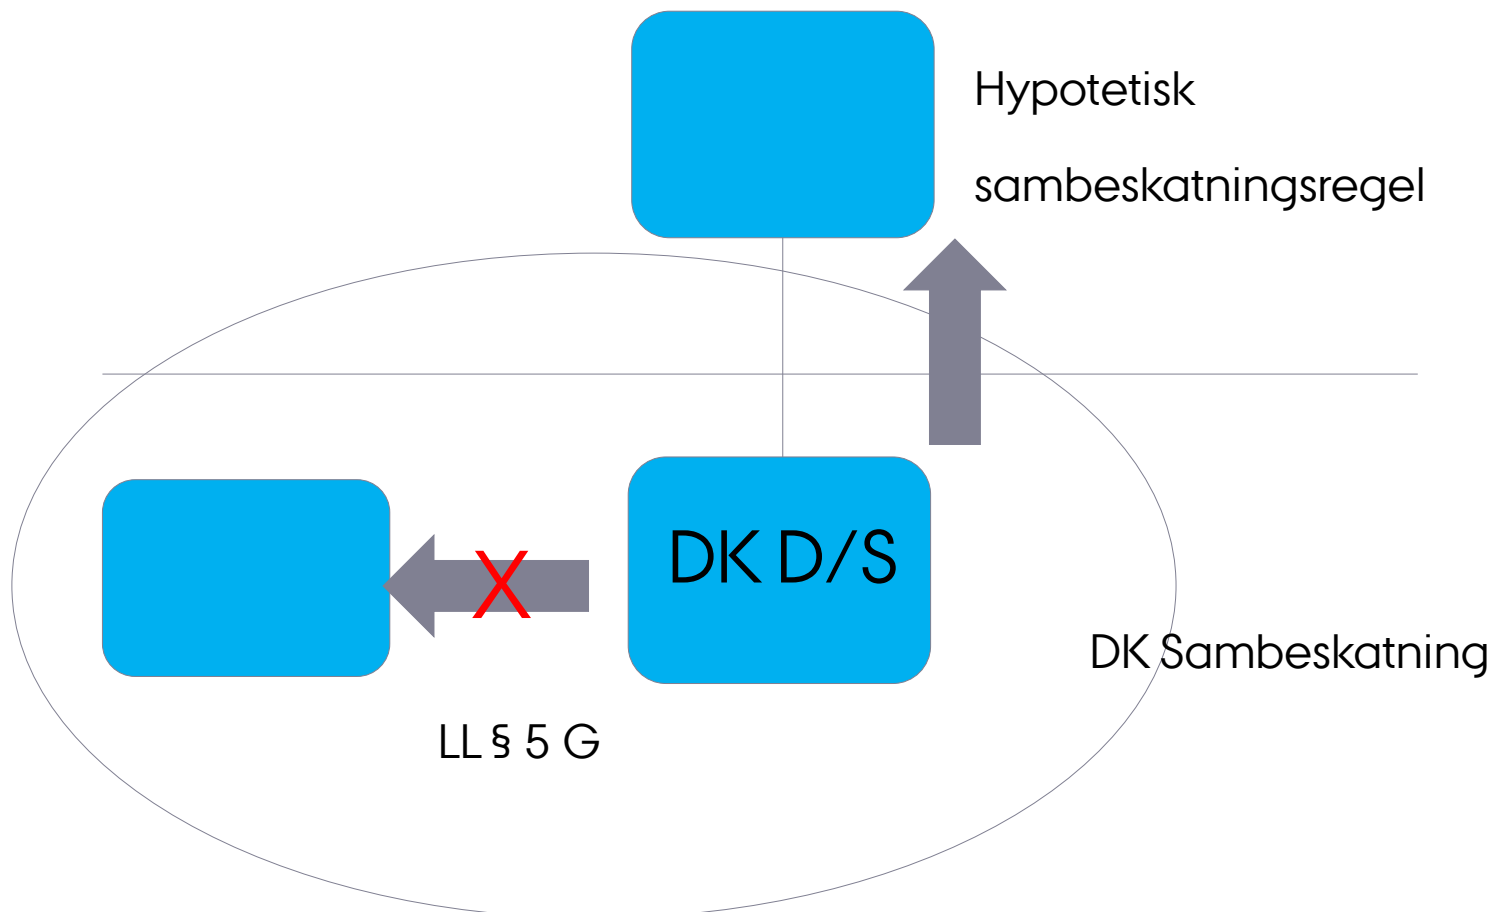 Hypotetisk
sambeskatningsregel
DK D/S
X
DK Sambeskatning
LL § 5 G